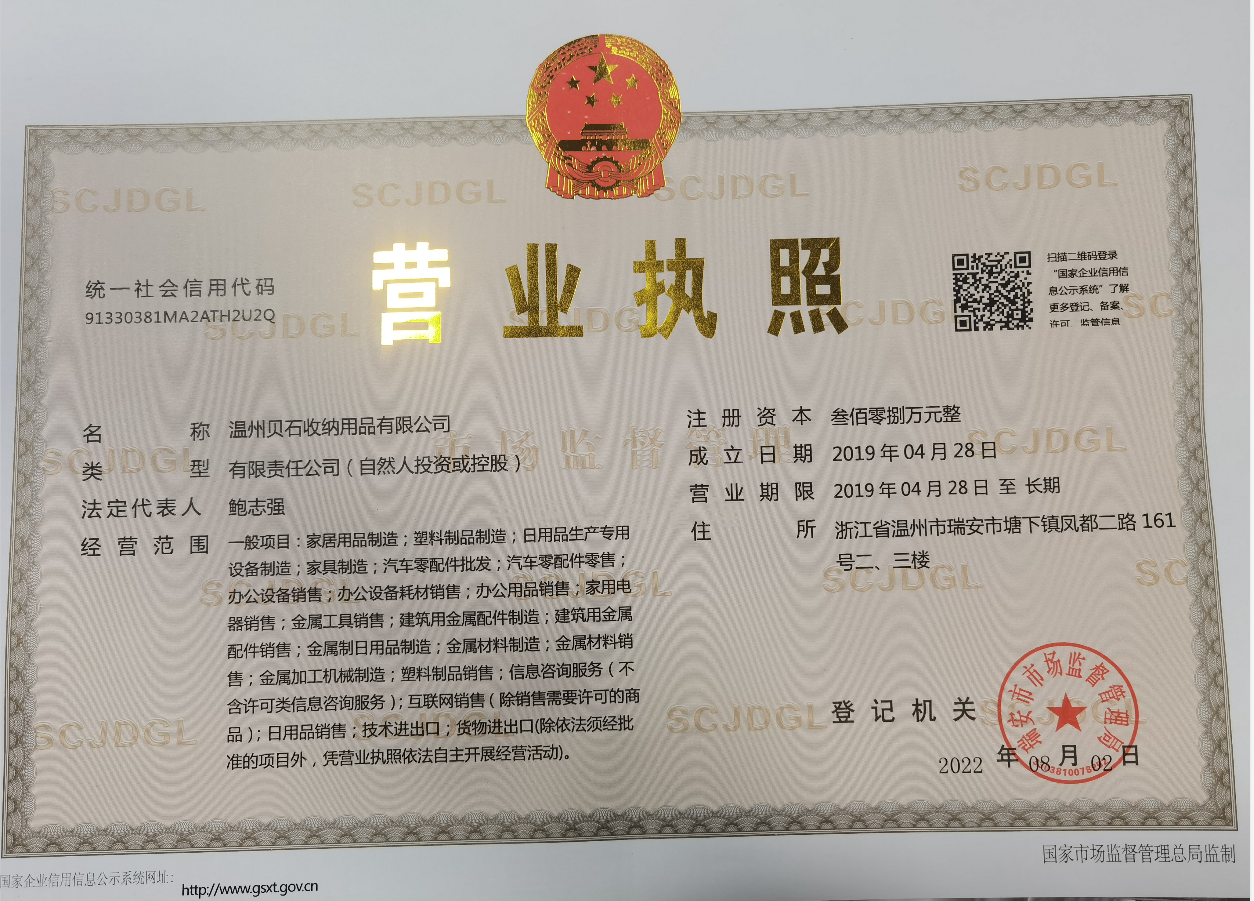 营业执照
统一社会信用代码
91330381MA2ATH2U2Q
扫描二维码登录
“国家企业信用信
息公示系统”了解
更多登记、备案、
许可、监管信息
名称 温州贝石收纳用品有限公司
类型 有限责任公司（自然人投资或控股）
法定代表人 鲍志强
经营范围 一般项目：家居用品制造；塑料制品制造；日用品生产专用
设备制造；家具制造；汽车零配件批发；汽车零配件零售；
办公设备销售；办公设备耗材销售；办公用品销售；家用电
器销售；金属工具销售；建筑用金属配件制造；建筑用金属
配件销售；金属制日用品制造；金属材料制造；金属材料销
售；金属加工机械制造；塑料制品销售；信息咨询服务（不
含许可类信息咨询服务）；互联网销售（除销售需要许可的商
品）；日用品销售；技术进出口；货物进出口(除依法须经批
准的项目外，凭营业执照依法自主开展经营活动)。
注册资本 叁佰零捌万元整
成立日期 2019年04月28日
营业期限 2019年04月28日至长期
住所 浙江省温州市瑞安市塘下镇凤都二路161
号二、三楼
登记机关
瑞安市市场监督管理局
2022年08月02日
国家企业信用信息公示系统网址：
http://www.gsxt.gov.cn
国家市场监督管理总局监制
SCJDGL
市场监督管理